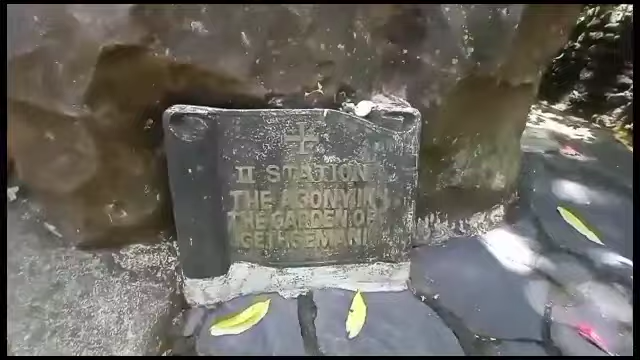 II STATION
THE AGONY IN
THE GARDEN OF
GETHSEMANI